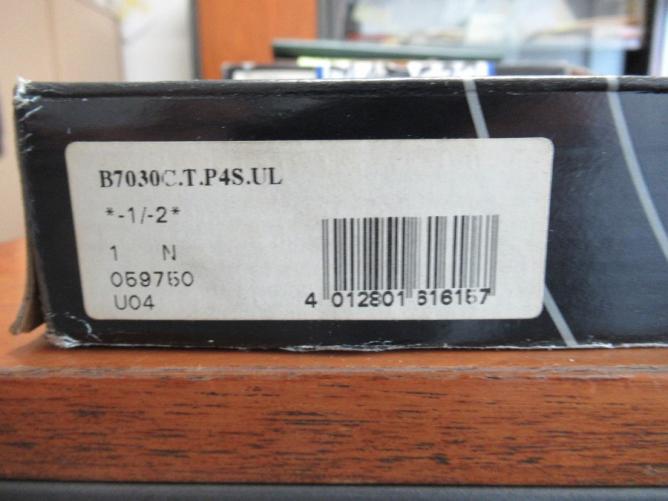 B7030C.T.P4S.UL
*-1/-2*
1 N
059750
U04
4 012801 616157